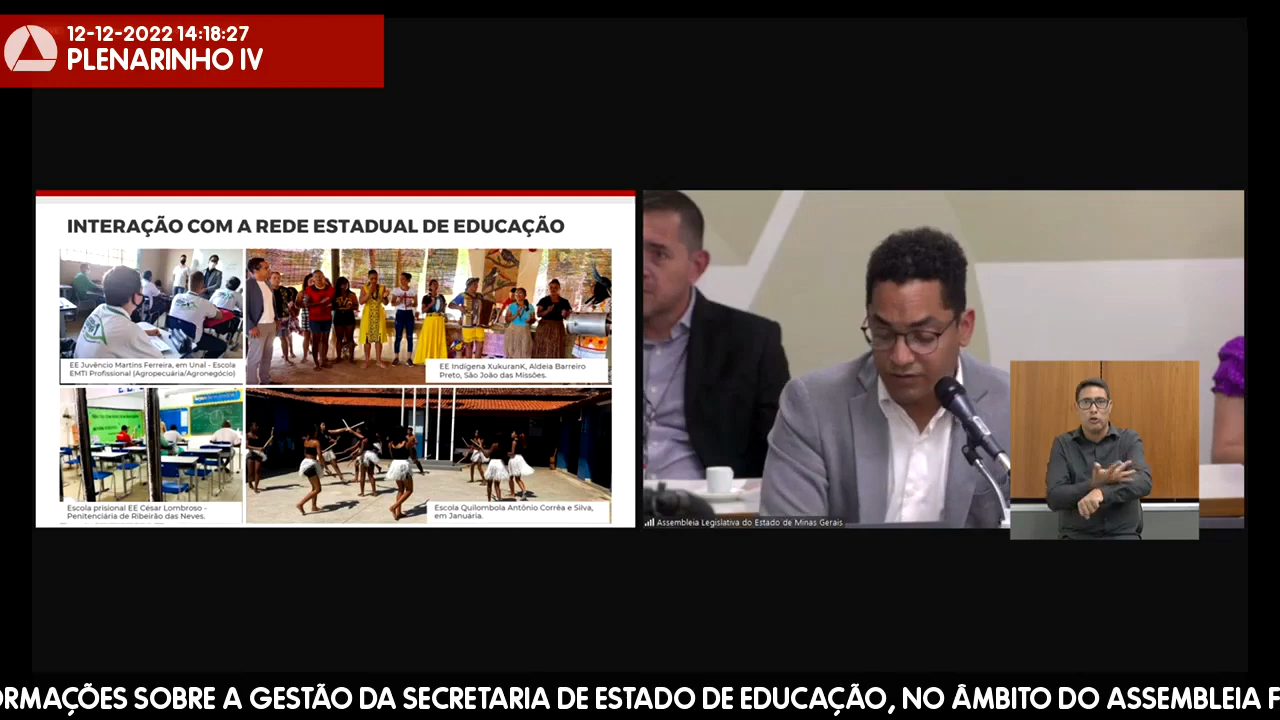 12-12-2022 14:18:27
PLENARINHO IV
INTERAÇÃO COM A REDE ESTADUAL DE EDUCAÇÃO
EE Juvêncio Martins Ferreira, em Unaí - Escola
EMTI Profissional (Agropecuária/Agronegócio)
EE Indígena XukuranK, Aldeia Barreiro
Preto, São João das Missões.
Escola prisional EE César Lombroso -
Penitenciária de Ribeirão das Neves.
Escola Quilombola Antônio Corrêa e Silva,
em Januária.
Assembleia Legislativa do Estado de Minas Gerais
ORMAÇÕES SOBRE A GESTÃO DA SECRETARIA DE ESTADO DE EDUCAÇÃO, NO ÂMBITO DO ASSEMBLEIA F